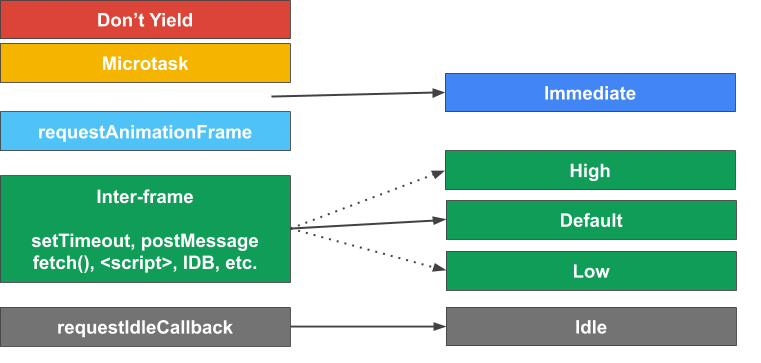 Don’t Yield
Microtask
requestAnimationFrame
Inter-frame
setTimeout, postMessage
fetch(), <script>, IDB, etc.
requestIdleCallback
Immediate
High
Default
Low
Idle